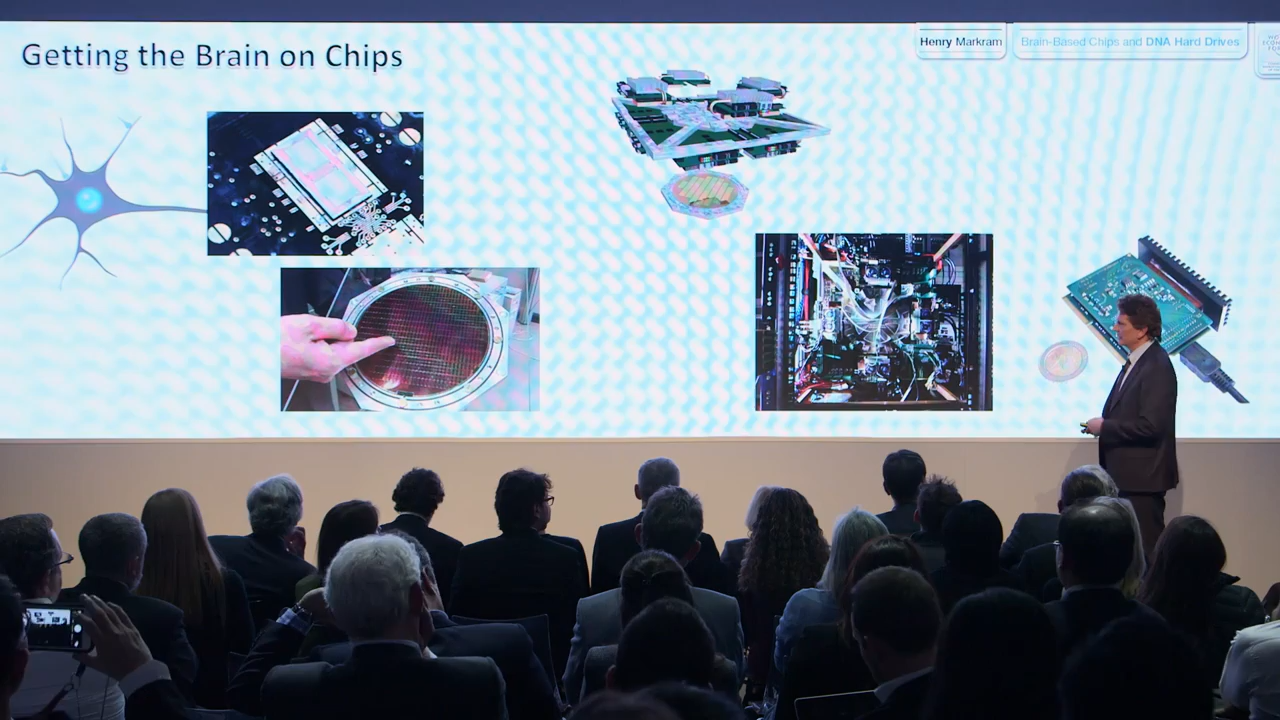 Getting the Brain on Chips
Henry Markram
Brain-Based Chips and DNA Hard Drives